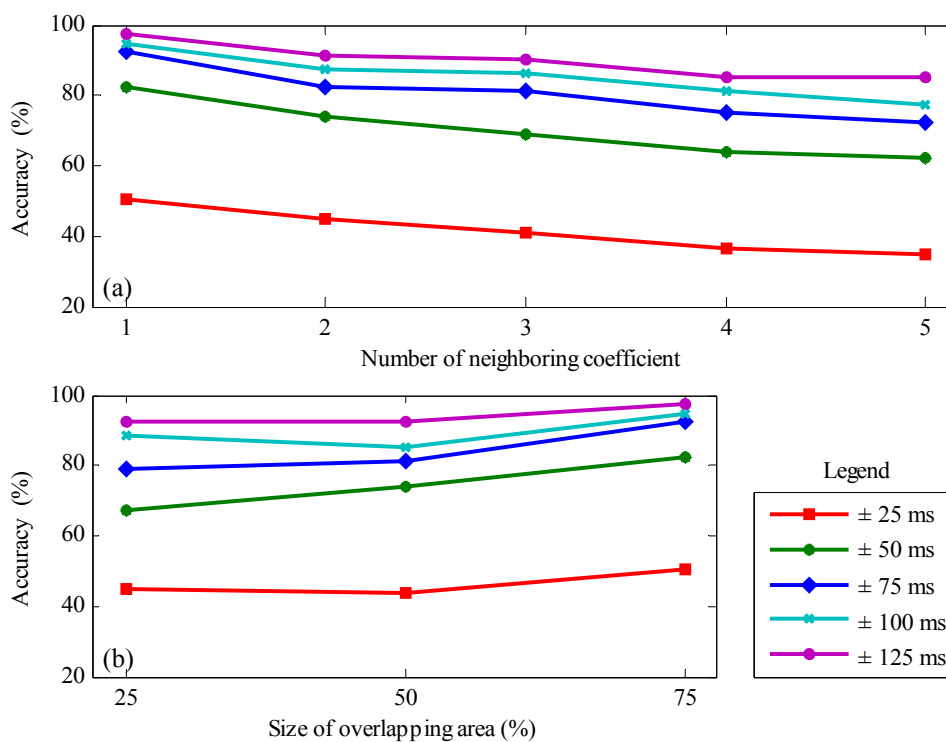 100
80
60
40
20
Accuracy (%)
(a)
1 2 3 4 5
Number of neighboring coefficient
100
80
60
40
20
Accuracy (%)
(b)
25 50 75
Size of overlapping area (%)
Legend
± 25 ms
± 50 ms
± 75 ms
± 100 ms
± 125 ms